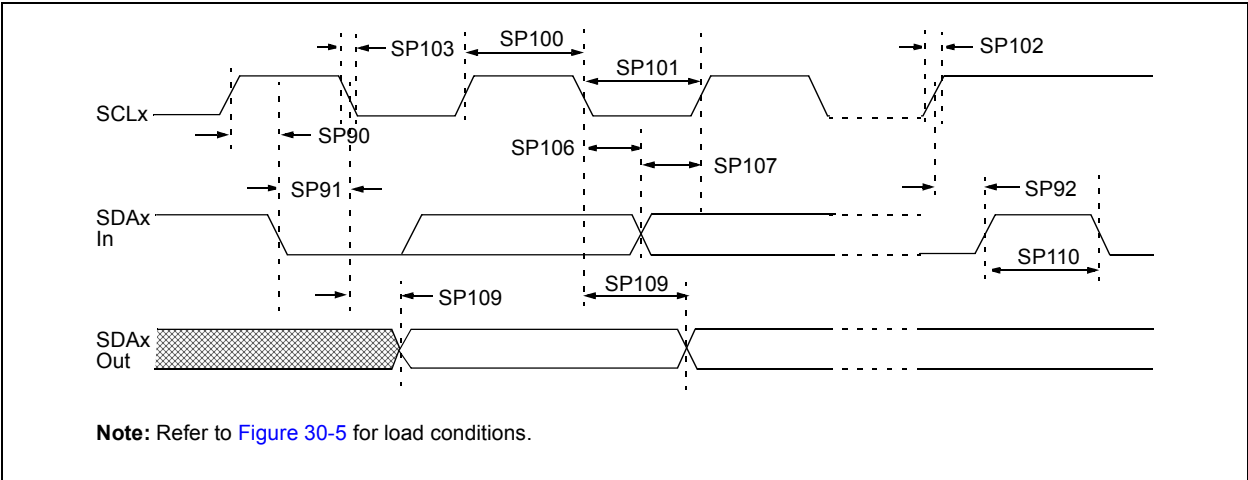 SP103
SP100
SP102
SP101
SCLx
SP90
SP106
SP107
SP91
SP92
SDAx
In
SP110
SP109
SP109
SDAx
Out
Note: Refer to Figure 30-5 for load conditions.